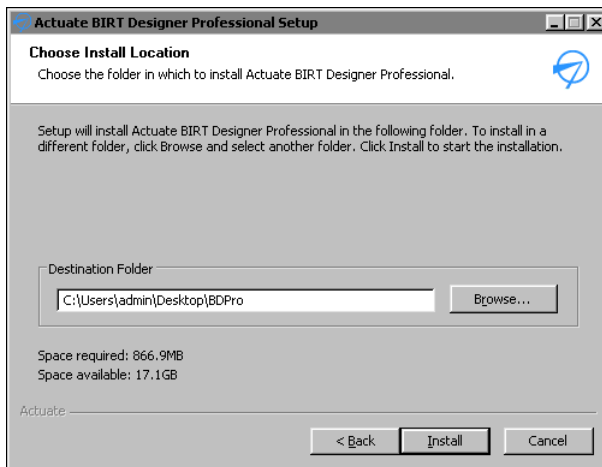 Actuate BIRT Designer Professional Setup
Choose Install Location
Choose the folder in which to install Actuate BIRT Designer Professional.
Setup will install Actuate BIRT Designer Professional in the following folder. To install in a
different folder, click Browse and select another folder. Click Install to start the installation.
Destination Folder
C:\Users\admin\Desktop\BDPro
Browse...
Space required: 866.9MB
Space available: 17.1GB
Actuate
< Back
Install
Cancel